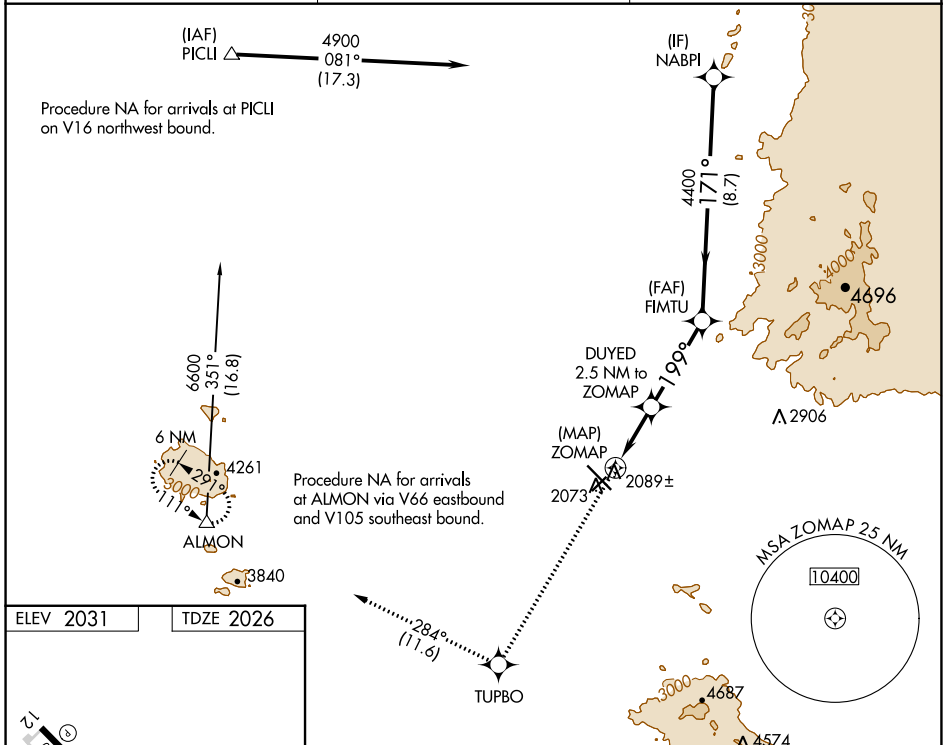 (IAF)
PICLI
4900
081°
(17.3)
(IF)
NABPI
Procedure NA for arrivals at PICLI
on V16 northwest bound.
4400
171°
(8.7)
3000
4000
4696
(FAF)
FIMTU
6600
351°
(16.8)
DUYED
2.5 NM to
ZOMAP
199°
2906
6 NM
4261
291°
3000
111°
ALMON
(MAP)
ZOMAP
2073
2089±
Procedure NA for arrivals
at ALMON via V66 eastbound
and V105 southeast bound.
MSA ZOMAP 25 NM
10400
3840
284°
(11.6)
TUPBO
ELEV 2031
TDZE 2026
3000
4687
4574
12
P